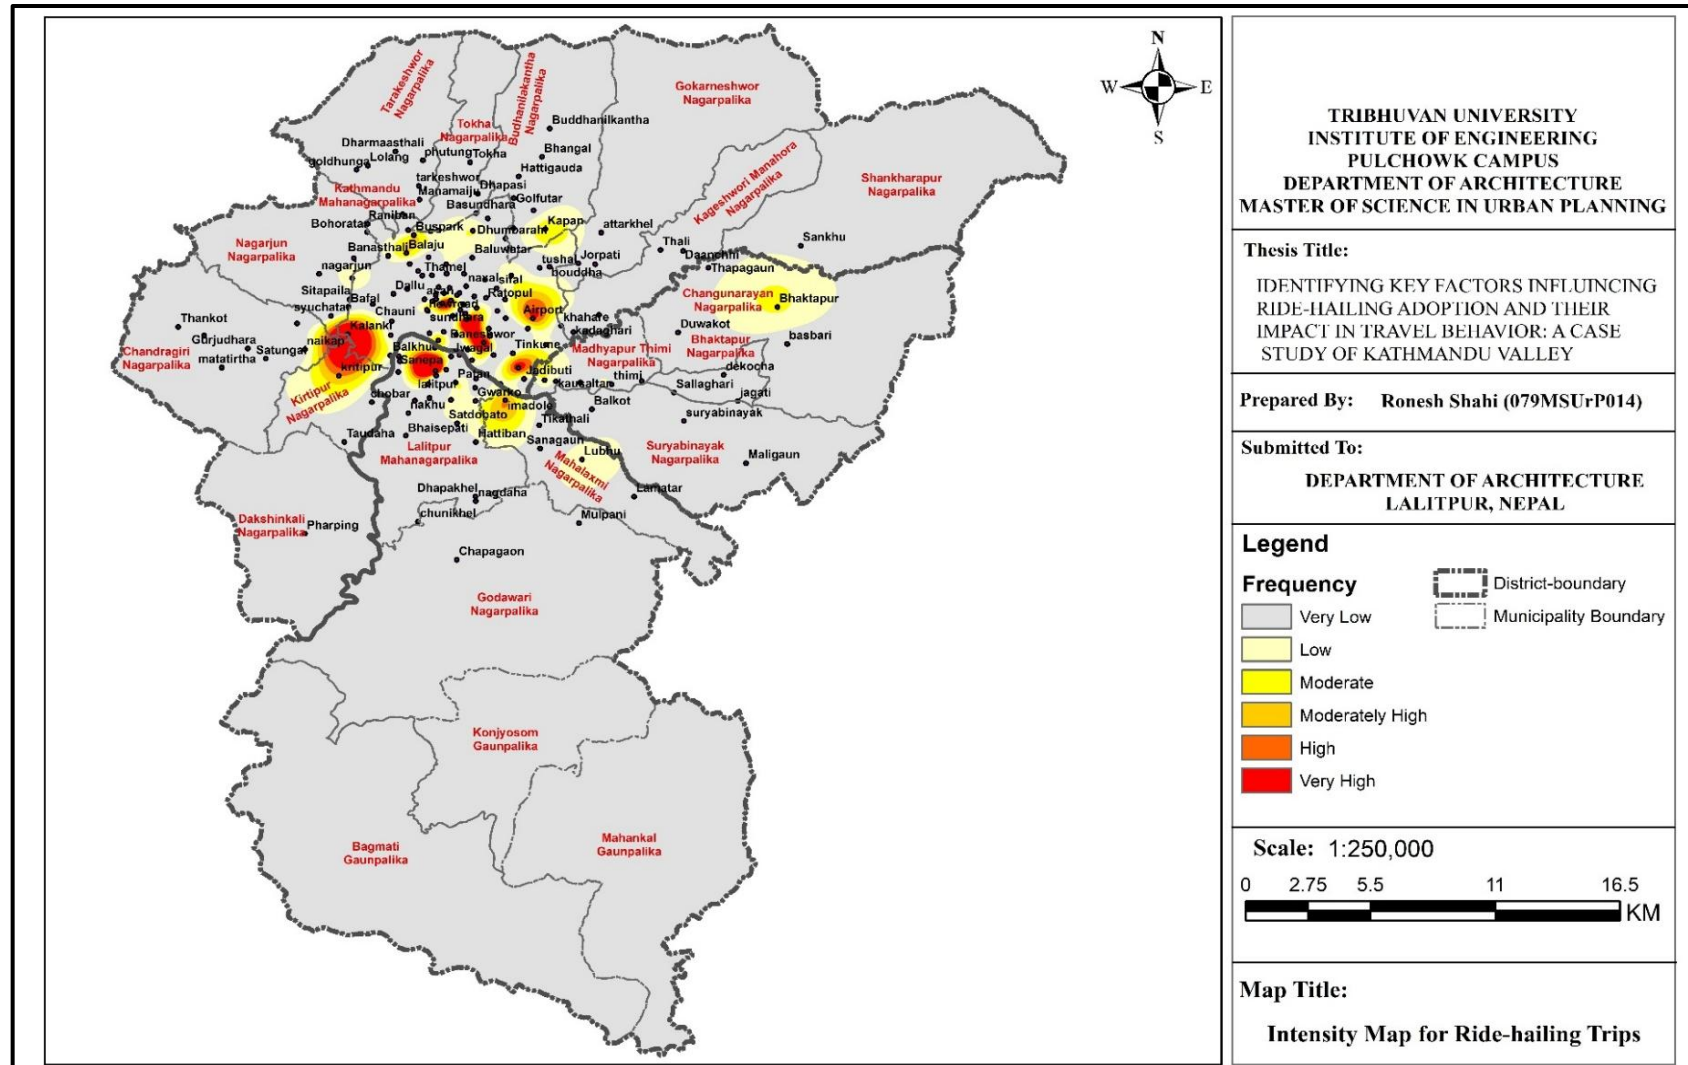 N
W
E
S
Tarakeshwor
Nagarpalika
Tokha
Nagarpalika
Budhanilakantha
Nagarpalika
Gokarneshwor
Nagarpalika
Kageshwori Manahora
Nagarpalika
Shankharapur
Nagarpalika
Kathmandu
Mahanagarpalika
Nagarjun
Nagarpalika
Chandragiri
Nagarpalika
Kirtipur
Nagarpalika
Changunarayan
Nagarpalika
Bhaktapur
Nagarpalika
Madhyapur Thimi
Nagarpalika
Suryabinayak
Nagarpalika
Mahalaxmi
Nagarpalika
Lalitpur
Mahanagarpalika
Dakshinkali
Nagarpalika
Godawari
Nagarpalika
Konjyosom
Gaunpalika
Bagmati
Gaunpalika
Mahankal
Gaunpalika
Buddhanilkantha
Dharmaasthali
goldhunga
Lolang
phutung
Tokha
Bhangal
Hattigauda
tarkeshwor
Manamaiju
Dhapasi
Golfutar
Basundhara
Raniban
Bohoratar
Buspark
Dhumbarahi
Kapan
attarkhel
Banasthali
Balaju
Baluwatar
tushal
Jorpati
bouddha
Thali
Daanchhi
Thapagaun
Sankhu
nagarjun
Thamel
naxal
sifal
Sitapaila
Bafal
Dallu
asan
Ratopul
syuchatar
Chauni
newroad
sundhara
Airport
khahare
kadaghari
Bhaktapur
Duwakot
basbari
Thankot
Gurjudhara
matatirtha
Satungal
Kalanki
naikap
kritipur
Balkhu
Sanepa
Baneshwor
Tinkune
Jadibuti
kausaltar
thimi
dekocha
Sallaghari
jagati
lalitpur
Patan
Gwarko
imadole
Balkot
suryabinayak
chobar
nakhu
Satdobato
Tikathali
Taudaha
Bhaisepati
Hattiban
Sanagaun
Lubhu
Maligaun
Lamatar
Dhapakhel
nagdaha
chunikhel
Mulpani
Pharping
Chapagaon
TRIBHUVAN UNIVERSITY
INSTITUTE OF ENGINEERING
PULCHOWK CAMPUS
DEPARTMENT OF ARCHITECTURE
MASTER OF SCIENCE IN URBAN PLANNING
Thesis Title:
IDENTIFYING KEY FACTORS INFLUINCING
RIDE-HAILING ADOPTION AND THEIR
IMPACT IN TRAVEL BEHAVIOR: A CASE
STUDY OF KATHMANDU VALLEY
Prepared By: Ronesh Shahi (079MSUrP014)
Submitted To:
DEPARTMENT OF ARCHITECTURE
LALITPUR, NEPAL
Legend
Frequency
Very Low
Low
Moderate
Moderately High
High
Very High
District-boundary
Municipality Boundary
Scale: 1:250,000
0 2.75 5.5 11 16.5
KM
Map Title:
Intensity Map for Ride-hailing Trips